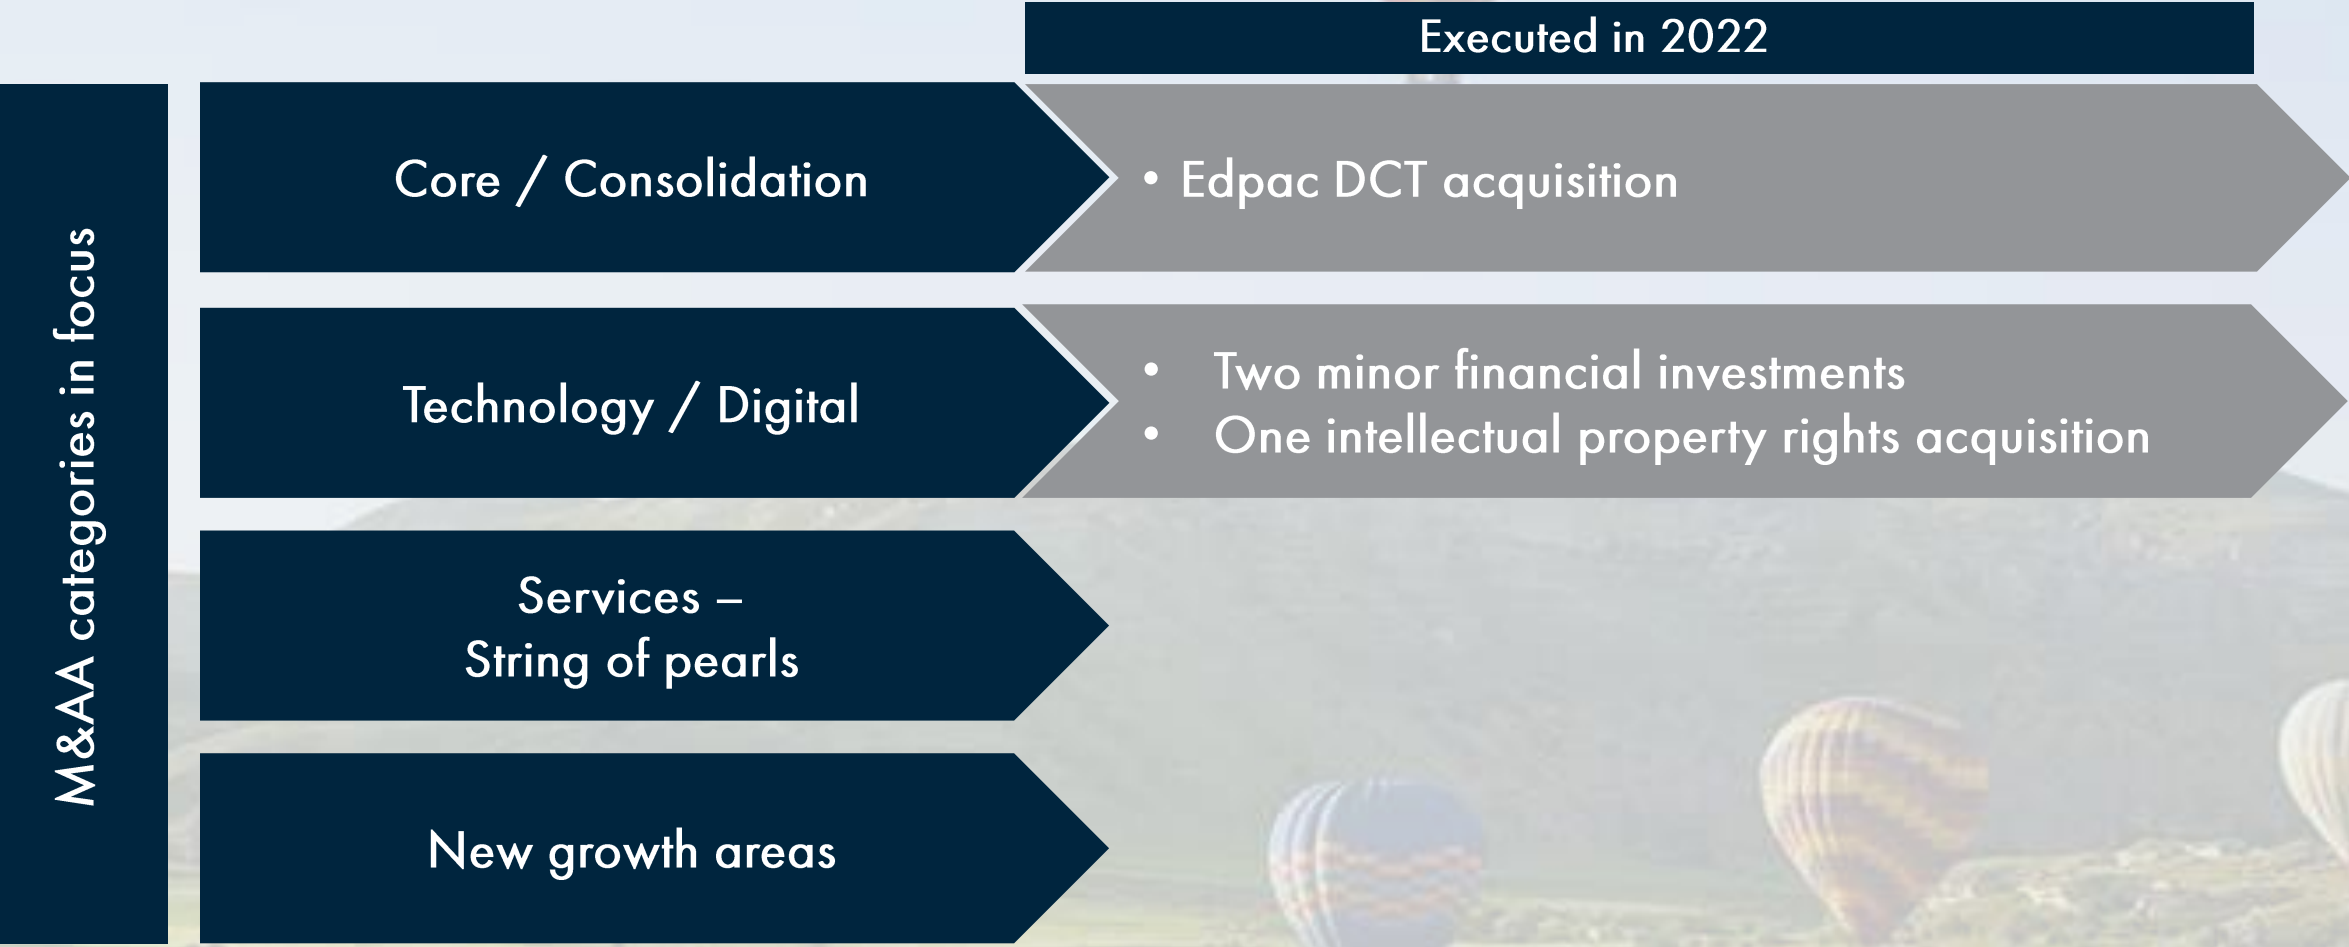 Executed in 2022
M&AA categories in focus
Core / Consolidation
• Edpac DCT acquisition
Technology / Digital
• Two minor financial investments
• One intellectual property rights acquisition
Services –
String of pearls
New growth areas